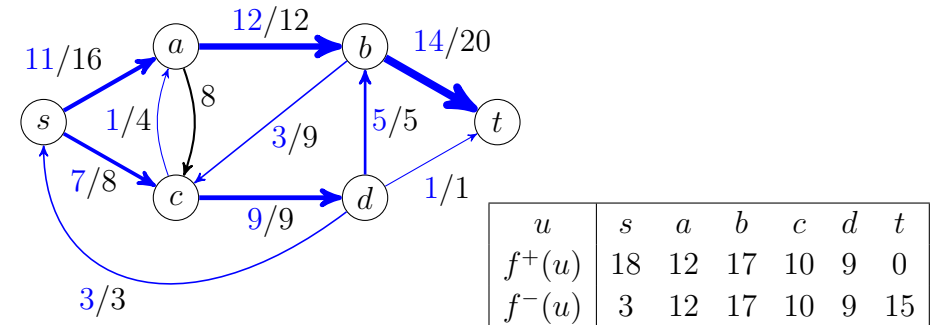 12/12
14/20
11/16
a
b
8
s
1/4
3/9
5/5
t
7/8
c
9/9
d
1/1
3/3
u s a b c d t
f⁺(u) 18 12 17 10 9 0
f⁻(u) 3 12 17 10 9 15